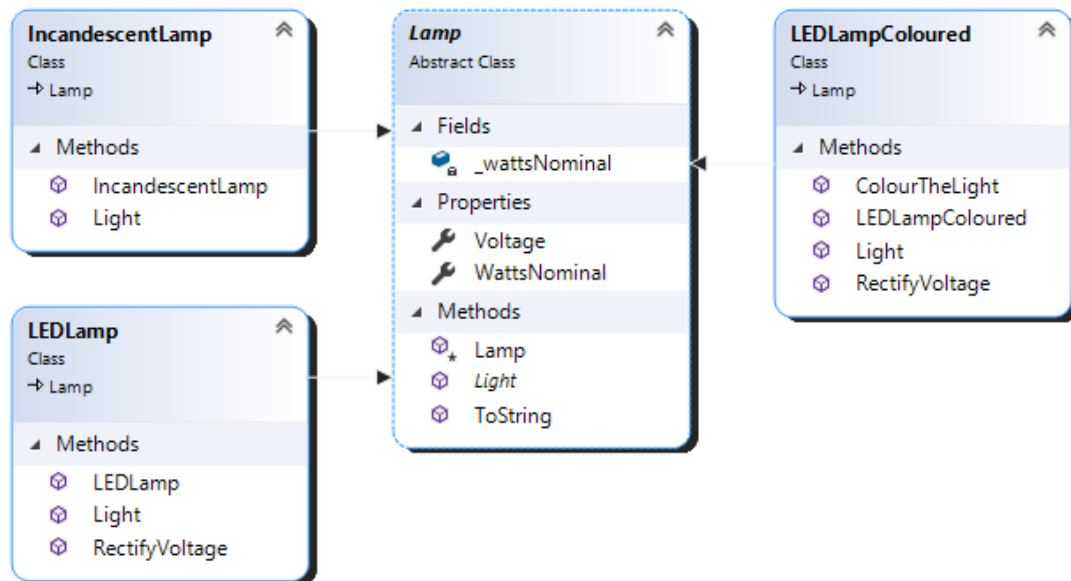 IncandescentLamp
Class
Lamp
Methods
IncandescentLamp
Light
Lamp
Abstract Class
Fields
_wattsNominal
Properties
Voltage
WattsNominal
Methods
Lamp
Light
ToString
LEDLampColoured
Class
Lamp
Methods
ColourTheLight
LEDLampColoured
Light
RectifyVoltage
LEDLamp
Class
Lamp
Methods
LEDLamp
Light
RectifyVoltage